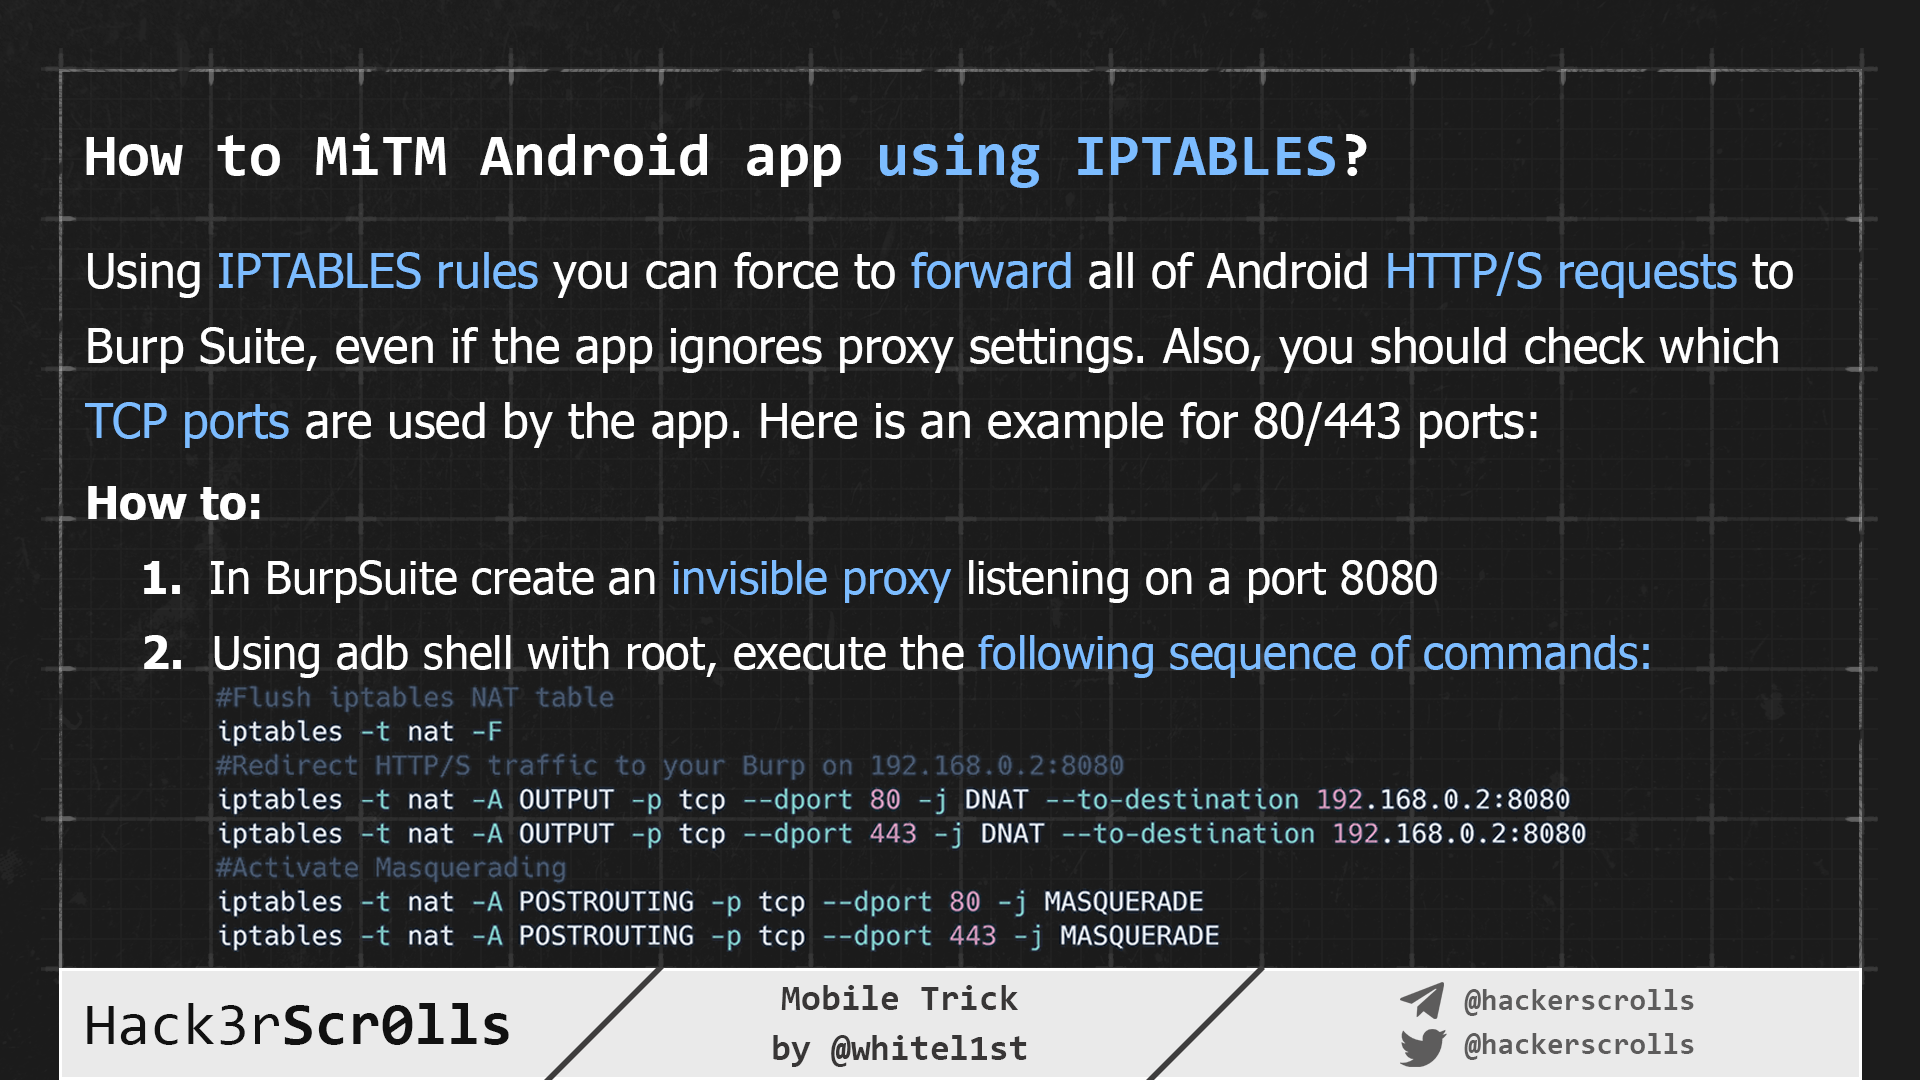 How to MiTM Android app using IPTABLES?
Using IPTABLES rules you can force to forward all of Android HTTP/S requests to
Burp Suite, even if the app ignores proxy settings. Also, you should check which
TCP ports are used by the app. Here is an example for 80/443 ports:
How to:
1. In BurpSuite create an invisible proxy listening on a port 8080
2. Using adb shell with root, execute the following sequence of commands:
#Flush iptables NAT table
iptables -t nat -F
#Redirect HTTP/S traffic to your Burp on 192.168.0.2:8080
iptables -t nat -A OUTPUT -p tcp --dport 80 -j DNAT --to-destination 192.168.0.2:8080
iptables -t nat -A OUTPUT -p tcp --dport 443 -j DNAT --to-destination 192.168.0.2:8080
#Activate Masquerading
iptables -t nat -A POSTROUTING -p tcp --dport 80 -j MASQUERADE
iptables -t nat -A POSTROUTING -p tcp --dport 443 -j MASQUERADE
Hack3rScr0lls
Mobile Trick
by @whitel1st
@hackerscrolls
@hackerscrolls